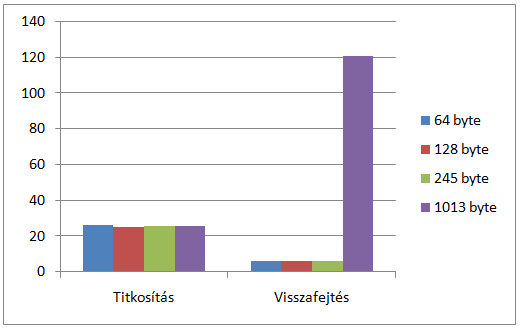 140
120
100
80
60
40
20
0
Titkosítás
Visszafejtés
64 byte
128 byte
245 byte
1013 byte